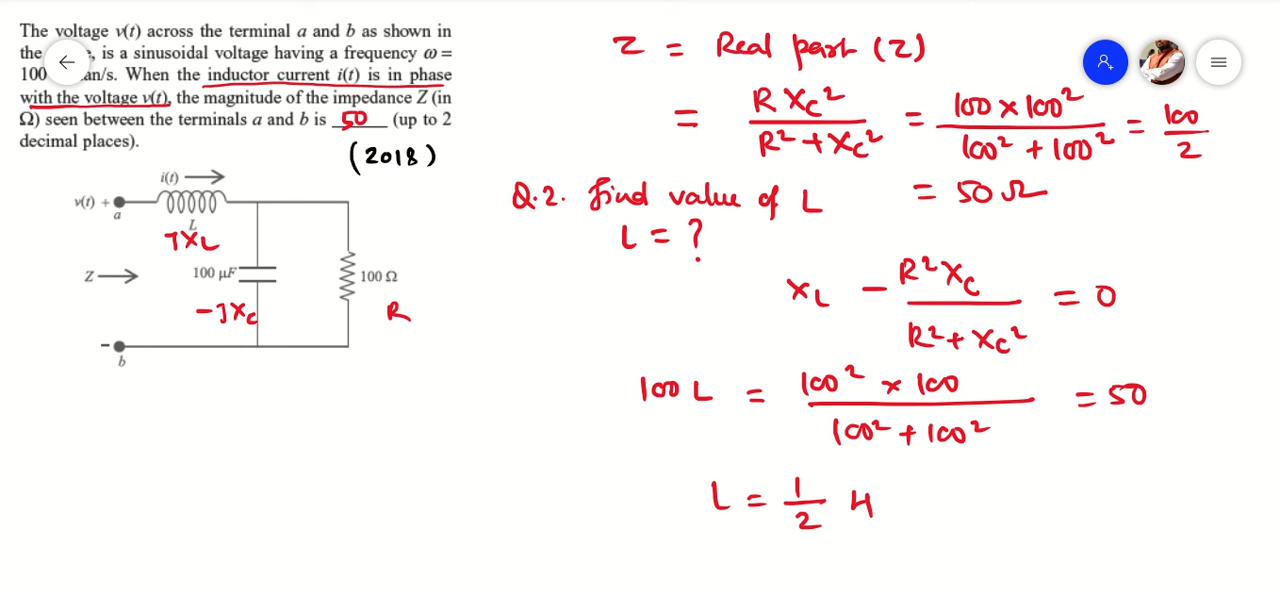 The voltage v(t) across the terminal a and b as shown in
the , is a sinusoidal voltage having a frequency ω =
100 an/s. When the inductor current i(t) is in phase
with the voltage v(t), the magnitude of the impedance Z (in
Ω) seen between the terminals a and b is 50 (up to 2
decimal places).
(2018)
i(t)
v(t) +
a
L
JXL
Z
100 μF
100 Ω
-JXc
R
-
b
Z = Real part (Z)
= R Xc² / R² + Xc² = 100 × 100² / 100² + 100² = 100 / 2
= 50 Ω
Q.2. Find value of L
L = ?
XL - R² Xc / R² + Xc² = 0
100 L = 100² × 100 / 100² + 100² = 50
L = 1 / 2 H